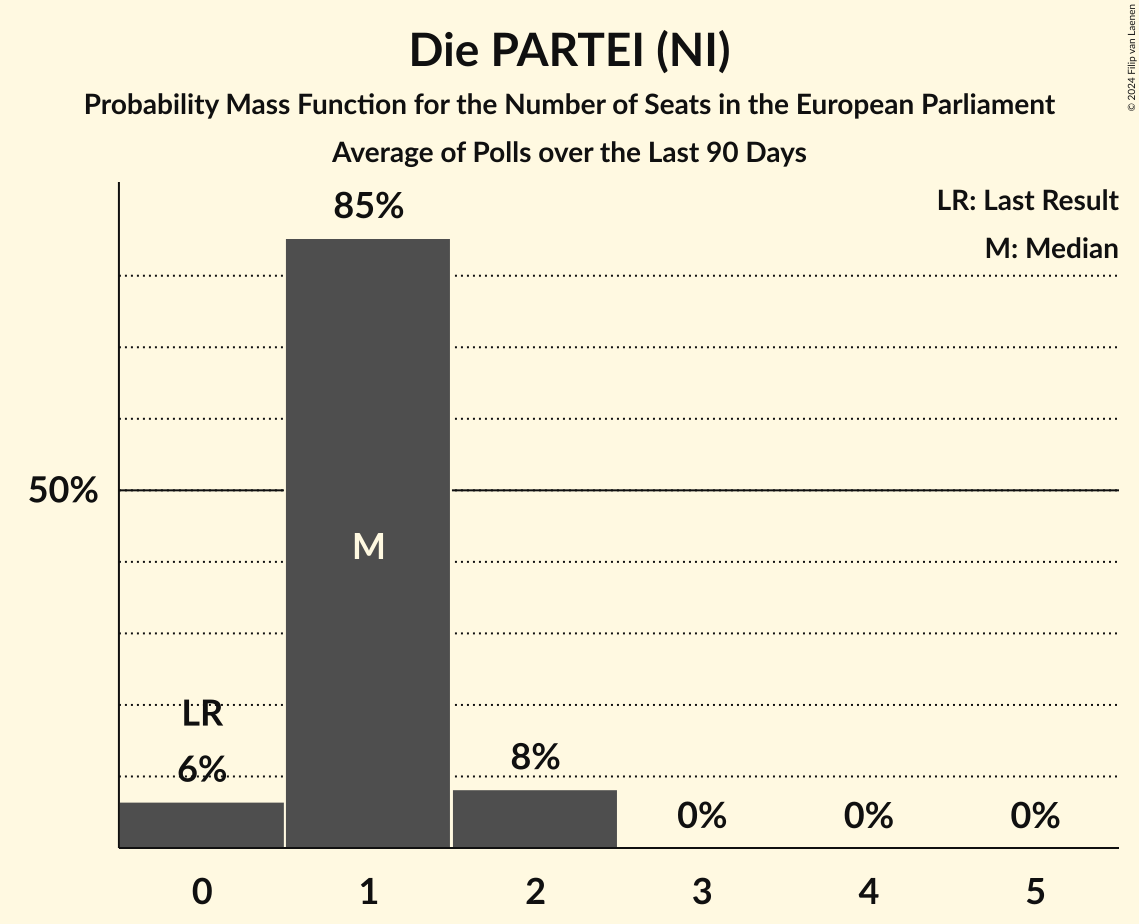 Die PARTEI (NI)
Probability Mass Function for the Number of Seats in the European Parliament
Average of Polls over the Last 90 Days
© 2024 Filip van Laenen
LR: Last Result
M: Median
85%
50%
M
LR
6%
8%
0%
0%
0%
0
1
2
3
4
5